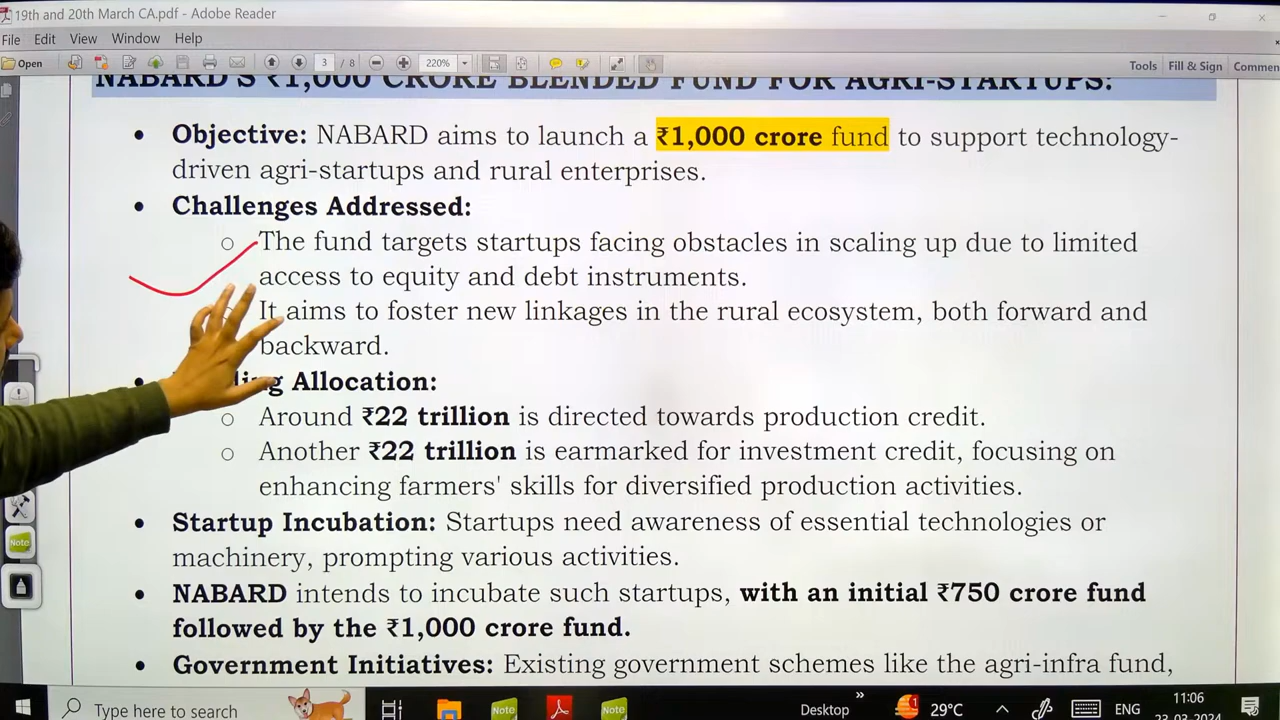 19th and 20th March CA.pdf - Adobe Reader
File Edit View Window Help
Open 3 / 8 220% Tools Fill & Sign Commen
NABARD'S ₹1,000 CRORE BLENDED FUND FOR AGRI-STARTUPS:
• Objective: NABARD aims to launch a ₹1,000 crore fund to support technology-
driven agri-startups and rural enterprises.
• Challenges Addressed:
○ The fund targets startups facing obstacles in scaling up due to limited
access to equity and debt instruments.
It aims to foster new linkages in the rural ecosystem, both forward and
backward.
Allocation:
○ Around ₹22 trillion is directed towards production credit.
○ Another ₹22 trillion is earmarked for investment credit, focusing on
enhancing farmers' skills for diversified production activities.
• Startup Incubation: Startups need awareness of essential technologies or
machinery, prompting various activities.
• NABARD intends to incubate such startups, with an initial ₹750 crore fund
followed by the ₹1,000 crore fund.
• Government Initiatives: Existing government schemes like the agri-infra fund,
Note
Type here to search Note Note Desktop » 1 29°C ENG 11:06